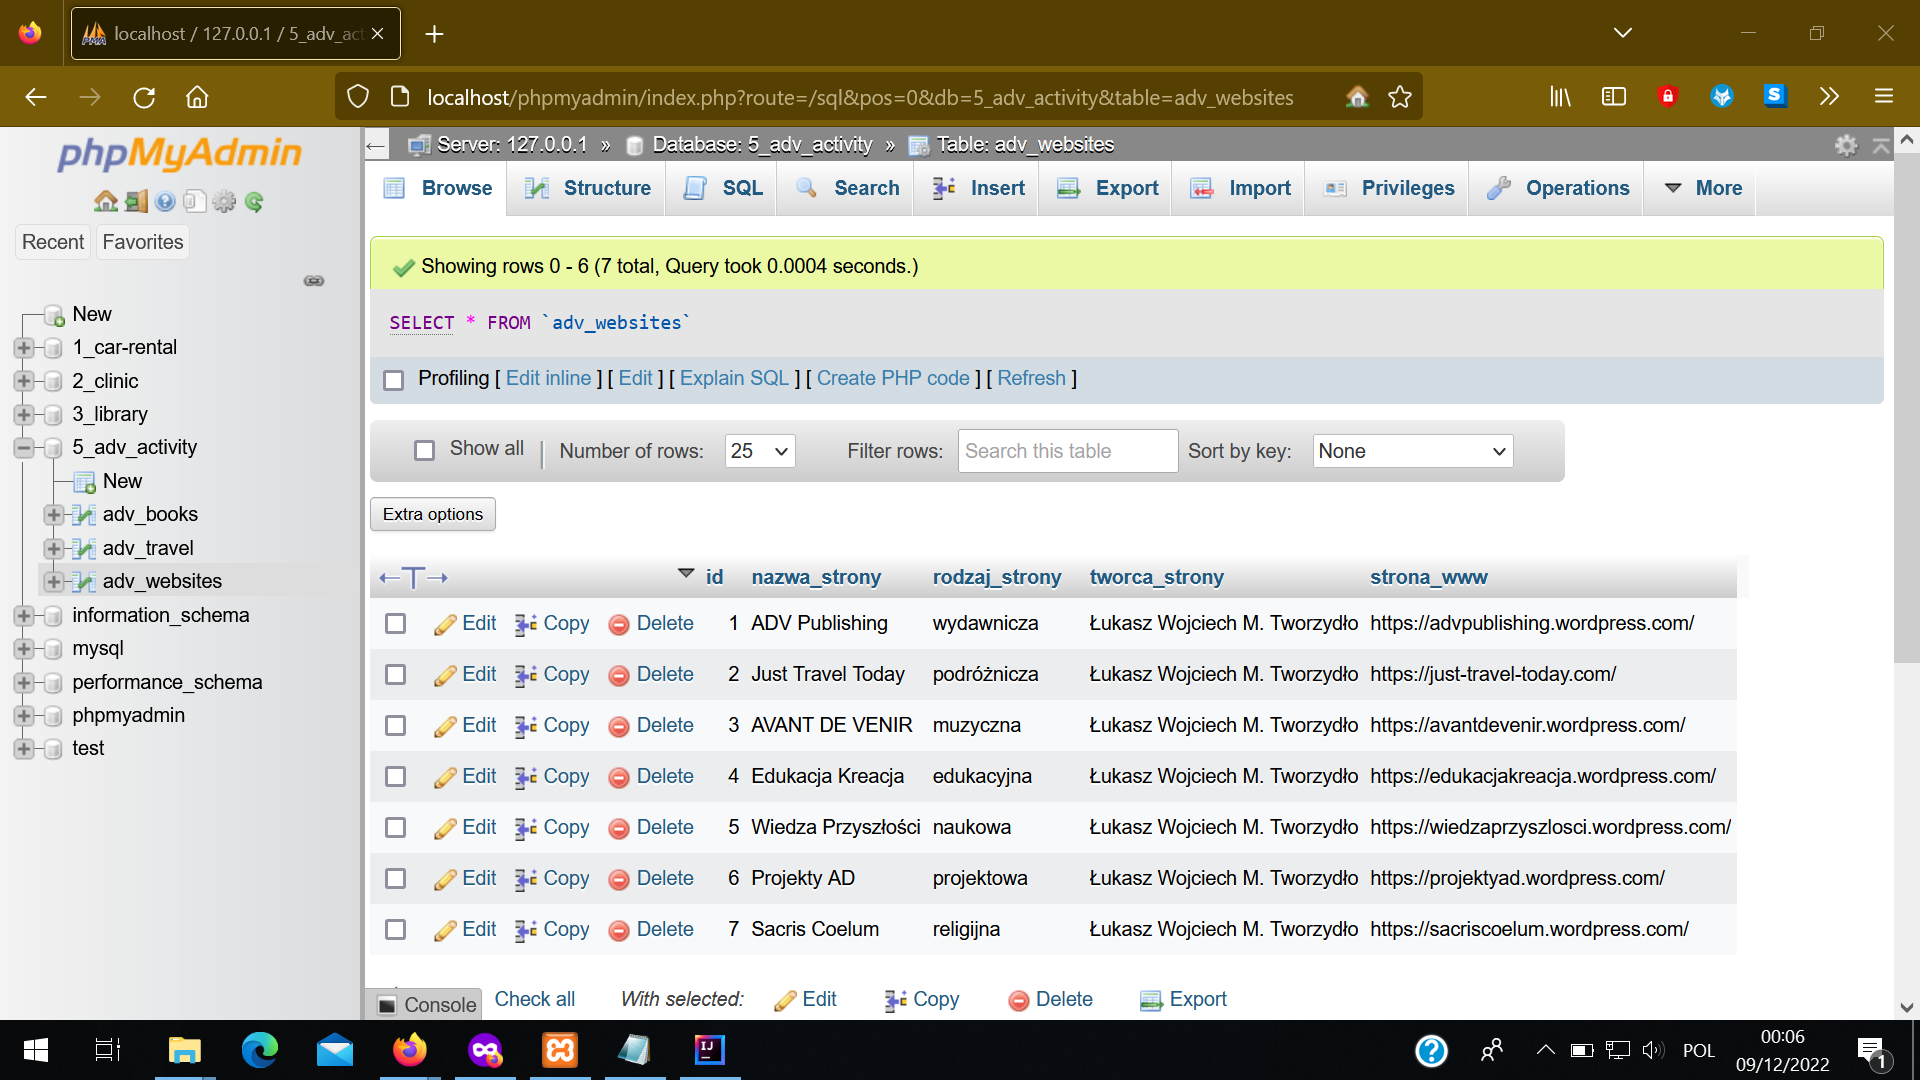 localhost / 127.0.0.1 / 5_adv_act
localhost/phpmyadmin/index.php?route=/sql&pos=0&db=5_adv_activity&table=adv_websites
phpMyAdmin
Recent Favorites
New
1_car-rental
2_clinic
3_library
5_adv_activity
New
adv_books
adv_travel
adv_websites
information_schema
mysql
performance_schema
phpmyadmin
test
Server: 127.0.0.1 » Database: 5_adv_activity » Table: adv_websites
Browse Structure SQL Search Insert Export Import Privileges Operations More
Showing rows 0 - 6 (7 total, Query took 0.0004 seconds.)
SELECT * FROM `adv_websites`
Profiling [ Edit inline ] [ Edit ] [ Explain SQL ] [ Create PHP code ] [ Refresh ]
Show all Number of rows: 25 Filter rows: Search this table Sort by key: None
Extra options
id nazwa_strony rodzaj_strony tworca_strony strona_www
Edit Copy Delete 1 ADV Publishing wydawnicza Łukasz Wojciech M. Tworzydło https://advpublishing.wordpress.com/
Edit Copy Delete 2 Just Travel Today podróżnicza Łukasz Wojciech M. Tworzydło https://just-travel-today.com/
Edit Copy Delete 3 AVANT DE VENIR muzyczna Łukasz Wojciech M. Tworzydło https://avantdevenir.wordpress.com/
Edit Copy Delete 4 Edukacja Kreacja edukacyjna Łukasz Wojciech M. Tworzydło https://edukacjakreacja.wordpress.com/
Edit Copy Delete 5 Wiedza Przyszłości naukowa Łukasz Wojciech M. Tworzydło https://wiedzaprzyszlosci.wordpress.com/
Edit Copy Delete 6 Projekty AD projektowa Łukasz Wojciech M. Tworzydło https://projektyad.wordpress.com/
Edit Copy Delete 7 Sacris Coelum religijna Łukasz Wojciech M. Tworzydło https://sacriscoelum.wordpress.com/
Console Check all With selected: Edit Copy Delete Export
POL
00:06
09/12/2022
1